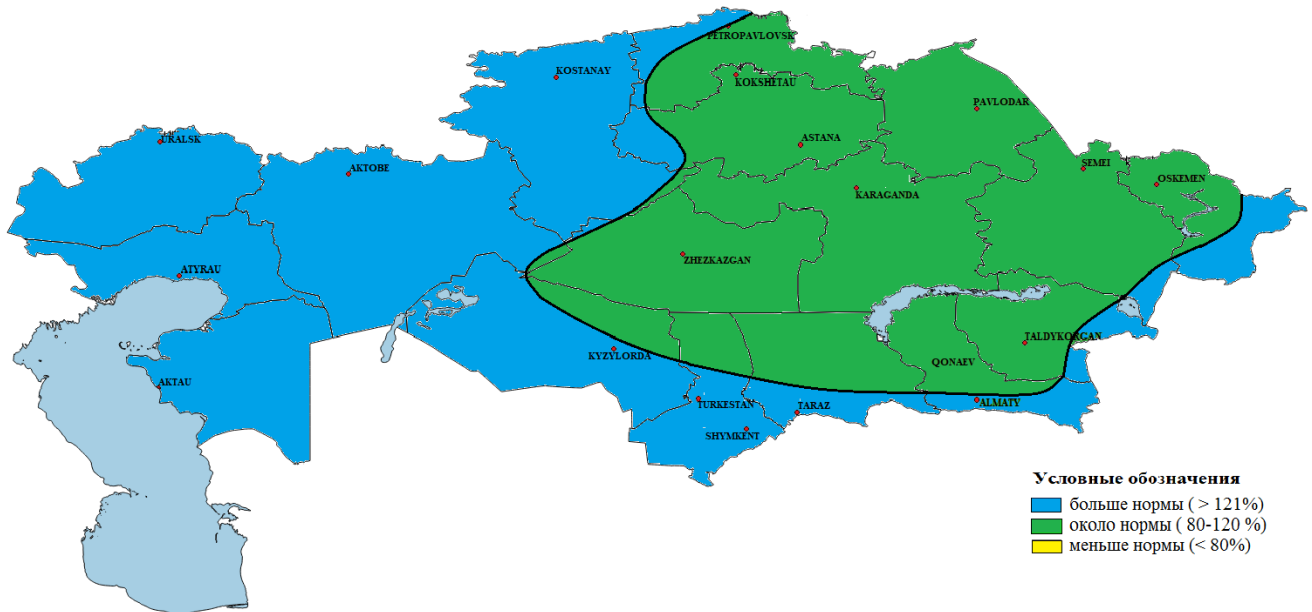 PETROPAVLOVSK
KOSTANAY
KOKSHETAU
PAVLODAR
URALSK
ASTANA
AKTOBE
SEMEI
OSKEMEN
KARAGANDA
ZHEZKAZGAN
ATYRAU
TALDYKORGAN
KYZYLORDA
QONAEV
AKTAU
TURKESTAN
TARAZ
ALMATY
SHYMKENT
Условные обозначения
больше нормы ( > 121%)
около нормы ( 80-120 %)
меньше нормы (< 80%)